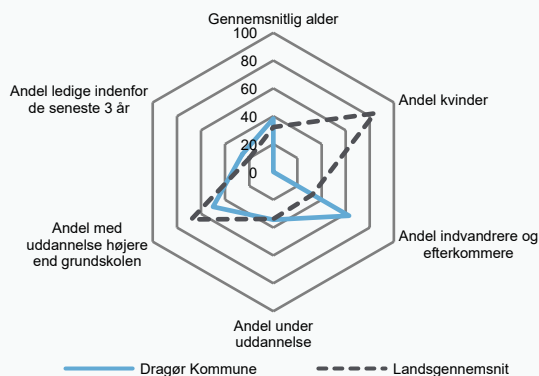 Gennemsnitlig alder
100
80
60
40
20
0
Andel kvinder
Andel indvandrere og
efterkommere
Andel under
uddannelse
Andel med
uddannelse højere
end grundskolen
Andel ledige indenfor
de seneste 3 år
Dragør Kommune
Landsgennemsnit